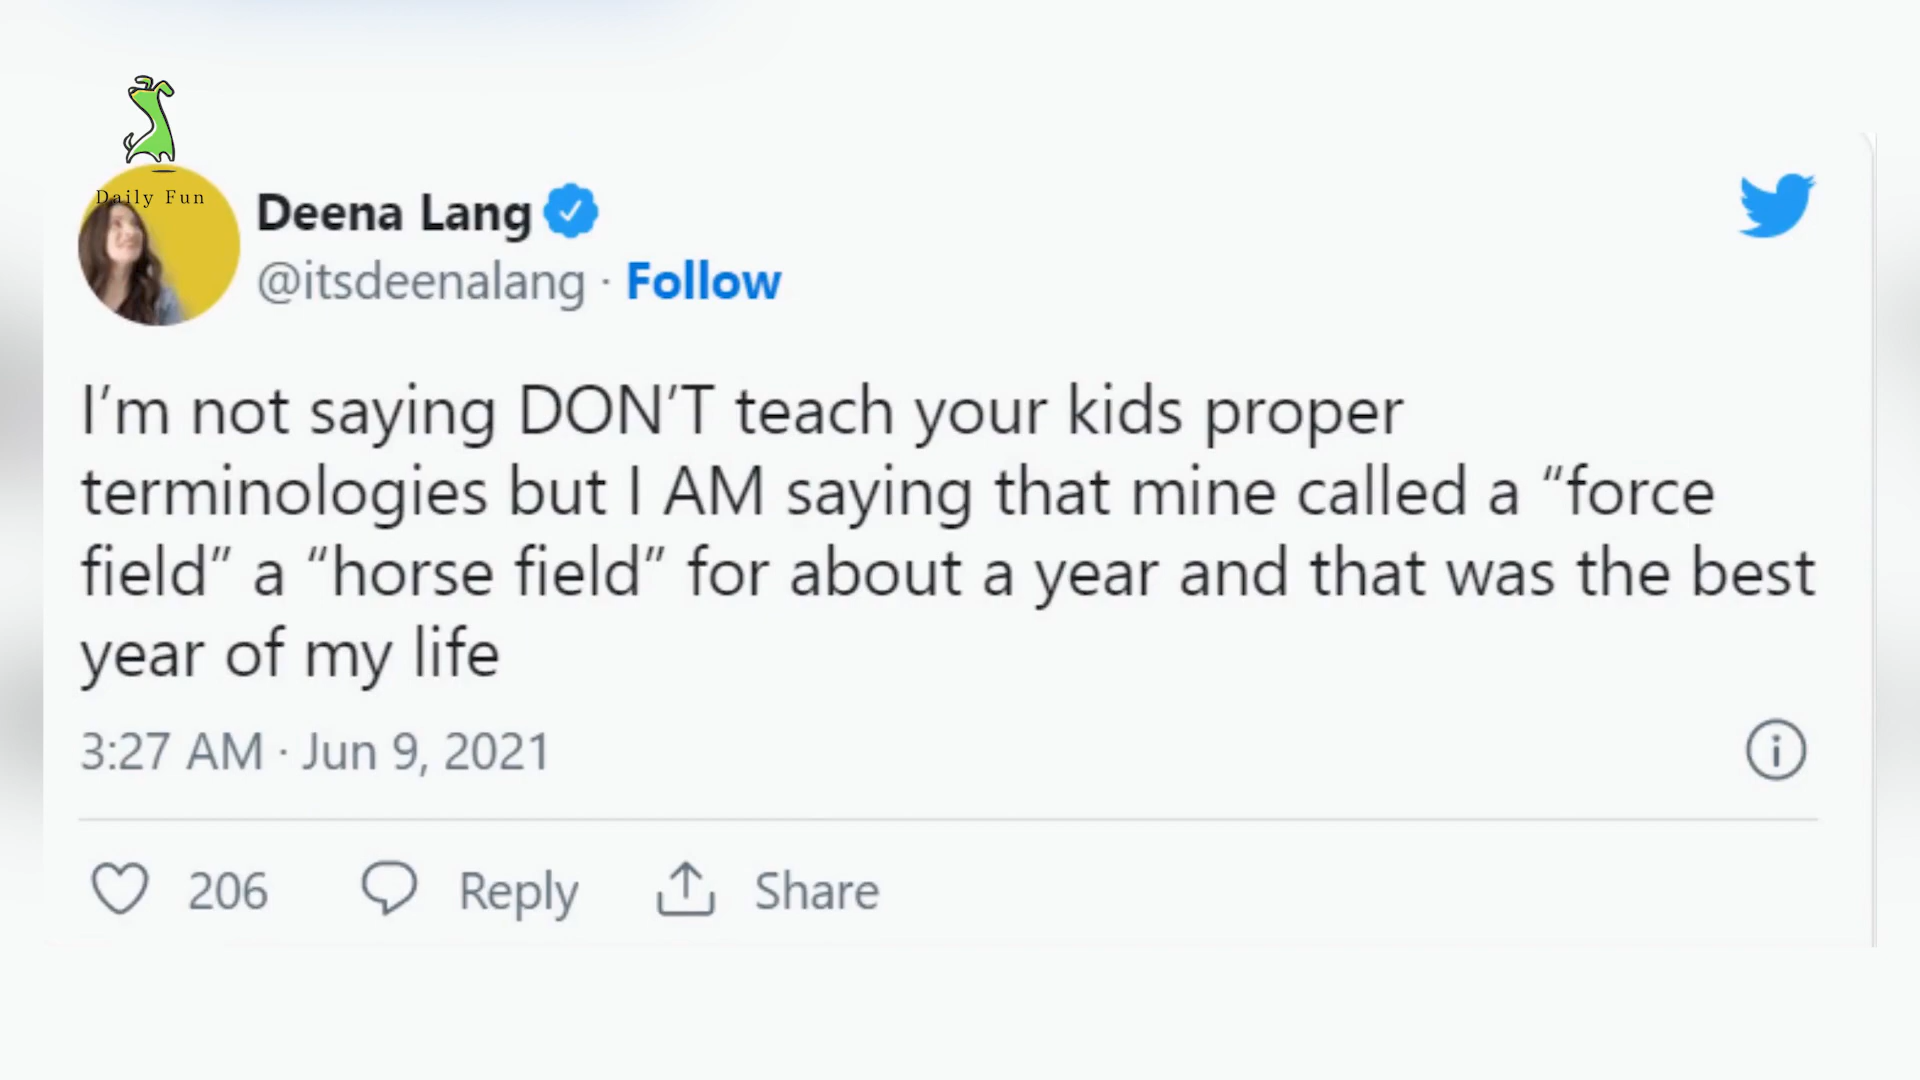 Daily Fun
Deena Lang
@itsdeenalang · Follow
I’m not saying DON’T teach your kids proper
terminologies but I AM saying that mine called a “force
field” a “horse field” for about a year and that was the best
year of my life
3:27 AM · Jun 9, 2021
206 Reply Share